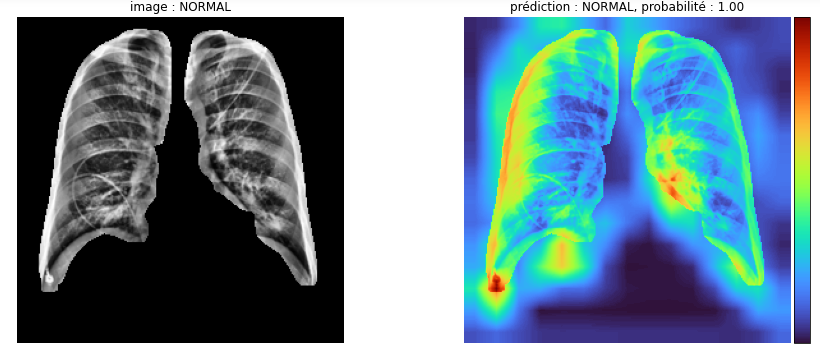 image : NORMAL
prédiction : NORMAL, probabilité : 1.00